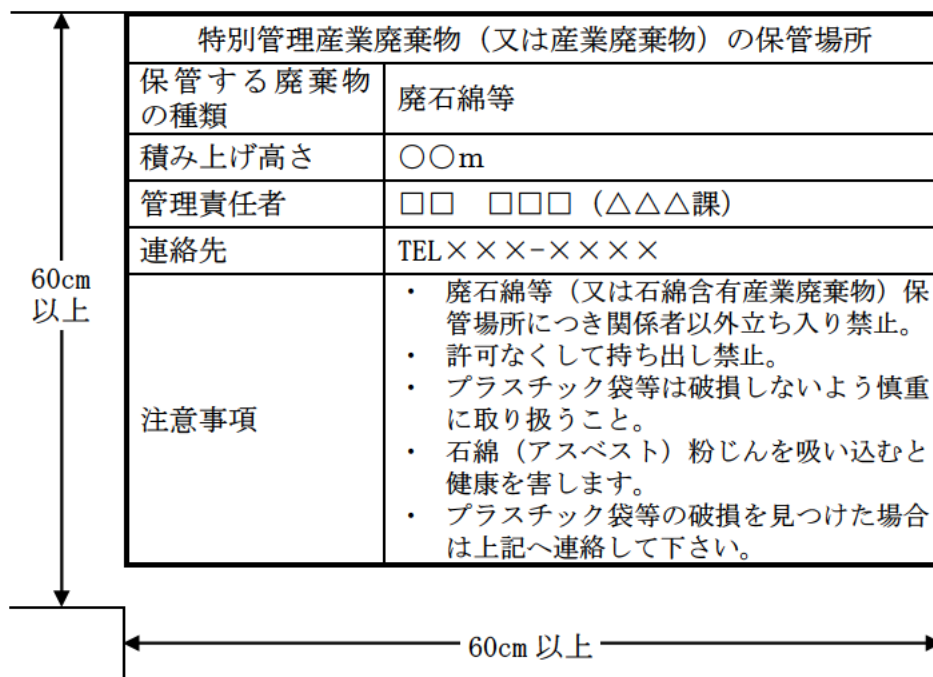 特別管理産業廃棄物（又は産業廃棄物）の保管場所
保管する廃棄物
の種類
廃石綿等
積み上げ高さ
○○ｍ
管理責任者
□□　□□□（△△△課）
連絡先
TEL×××-××××
60cm
以上
注意事項
・ 廃石綿等（又は石綿含有産業廃棄物）保
管場所につき関係者以外立ち入り禁止。
・ 許可なくして持ち出し禁止。
・ プラスチック袋等は破損しないよう慎重
に取り扱うこと。
・ 石綿（アスベスト）粉じんを吸い込むと
健康を害します。
・ プラスチック袋等の破損を見つけた場合
は上記へ連絡して下さい。
60cm 以上